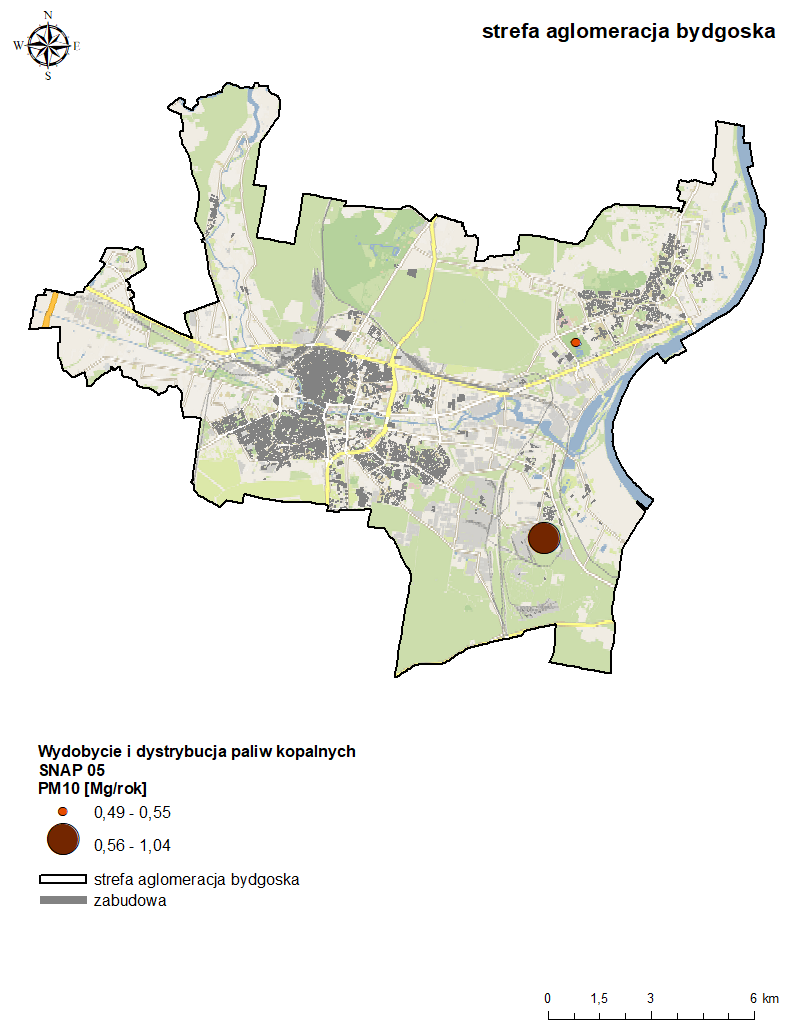 N
W E
S
strefa aglomeracja bydgoska
Wydobycie i dystrybucja paliw kopalnych
SNAP 05
PM10 [Mg/rok]
0,49 - 0,55
0,56 - 1,04
strefa aglomeracja bydgoska
zabudowa
0 1,5 3 6 km